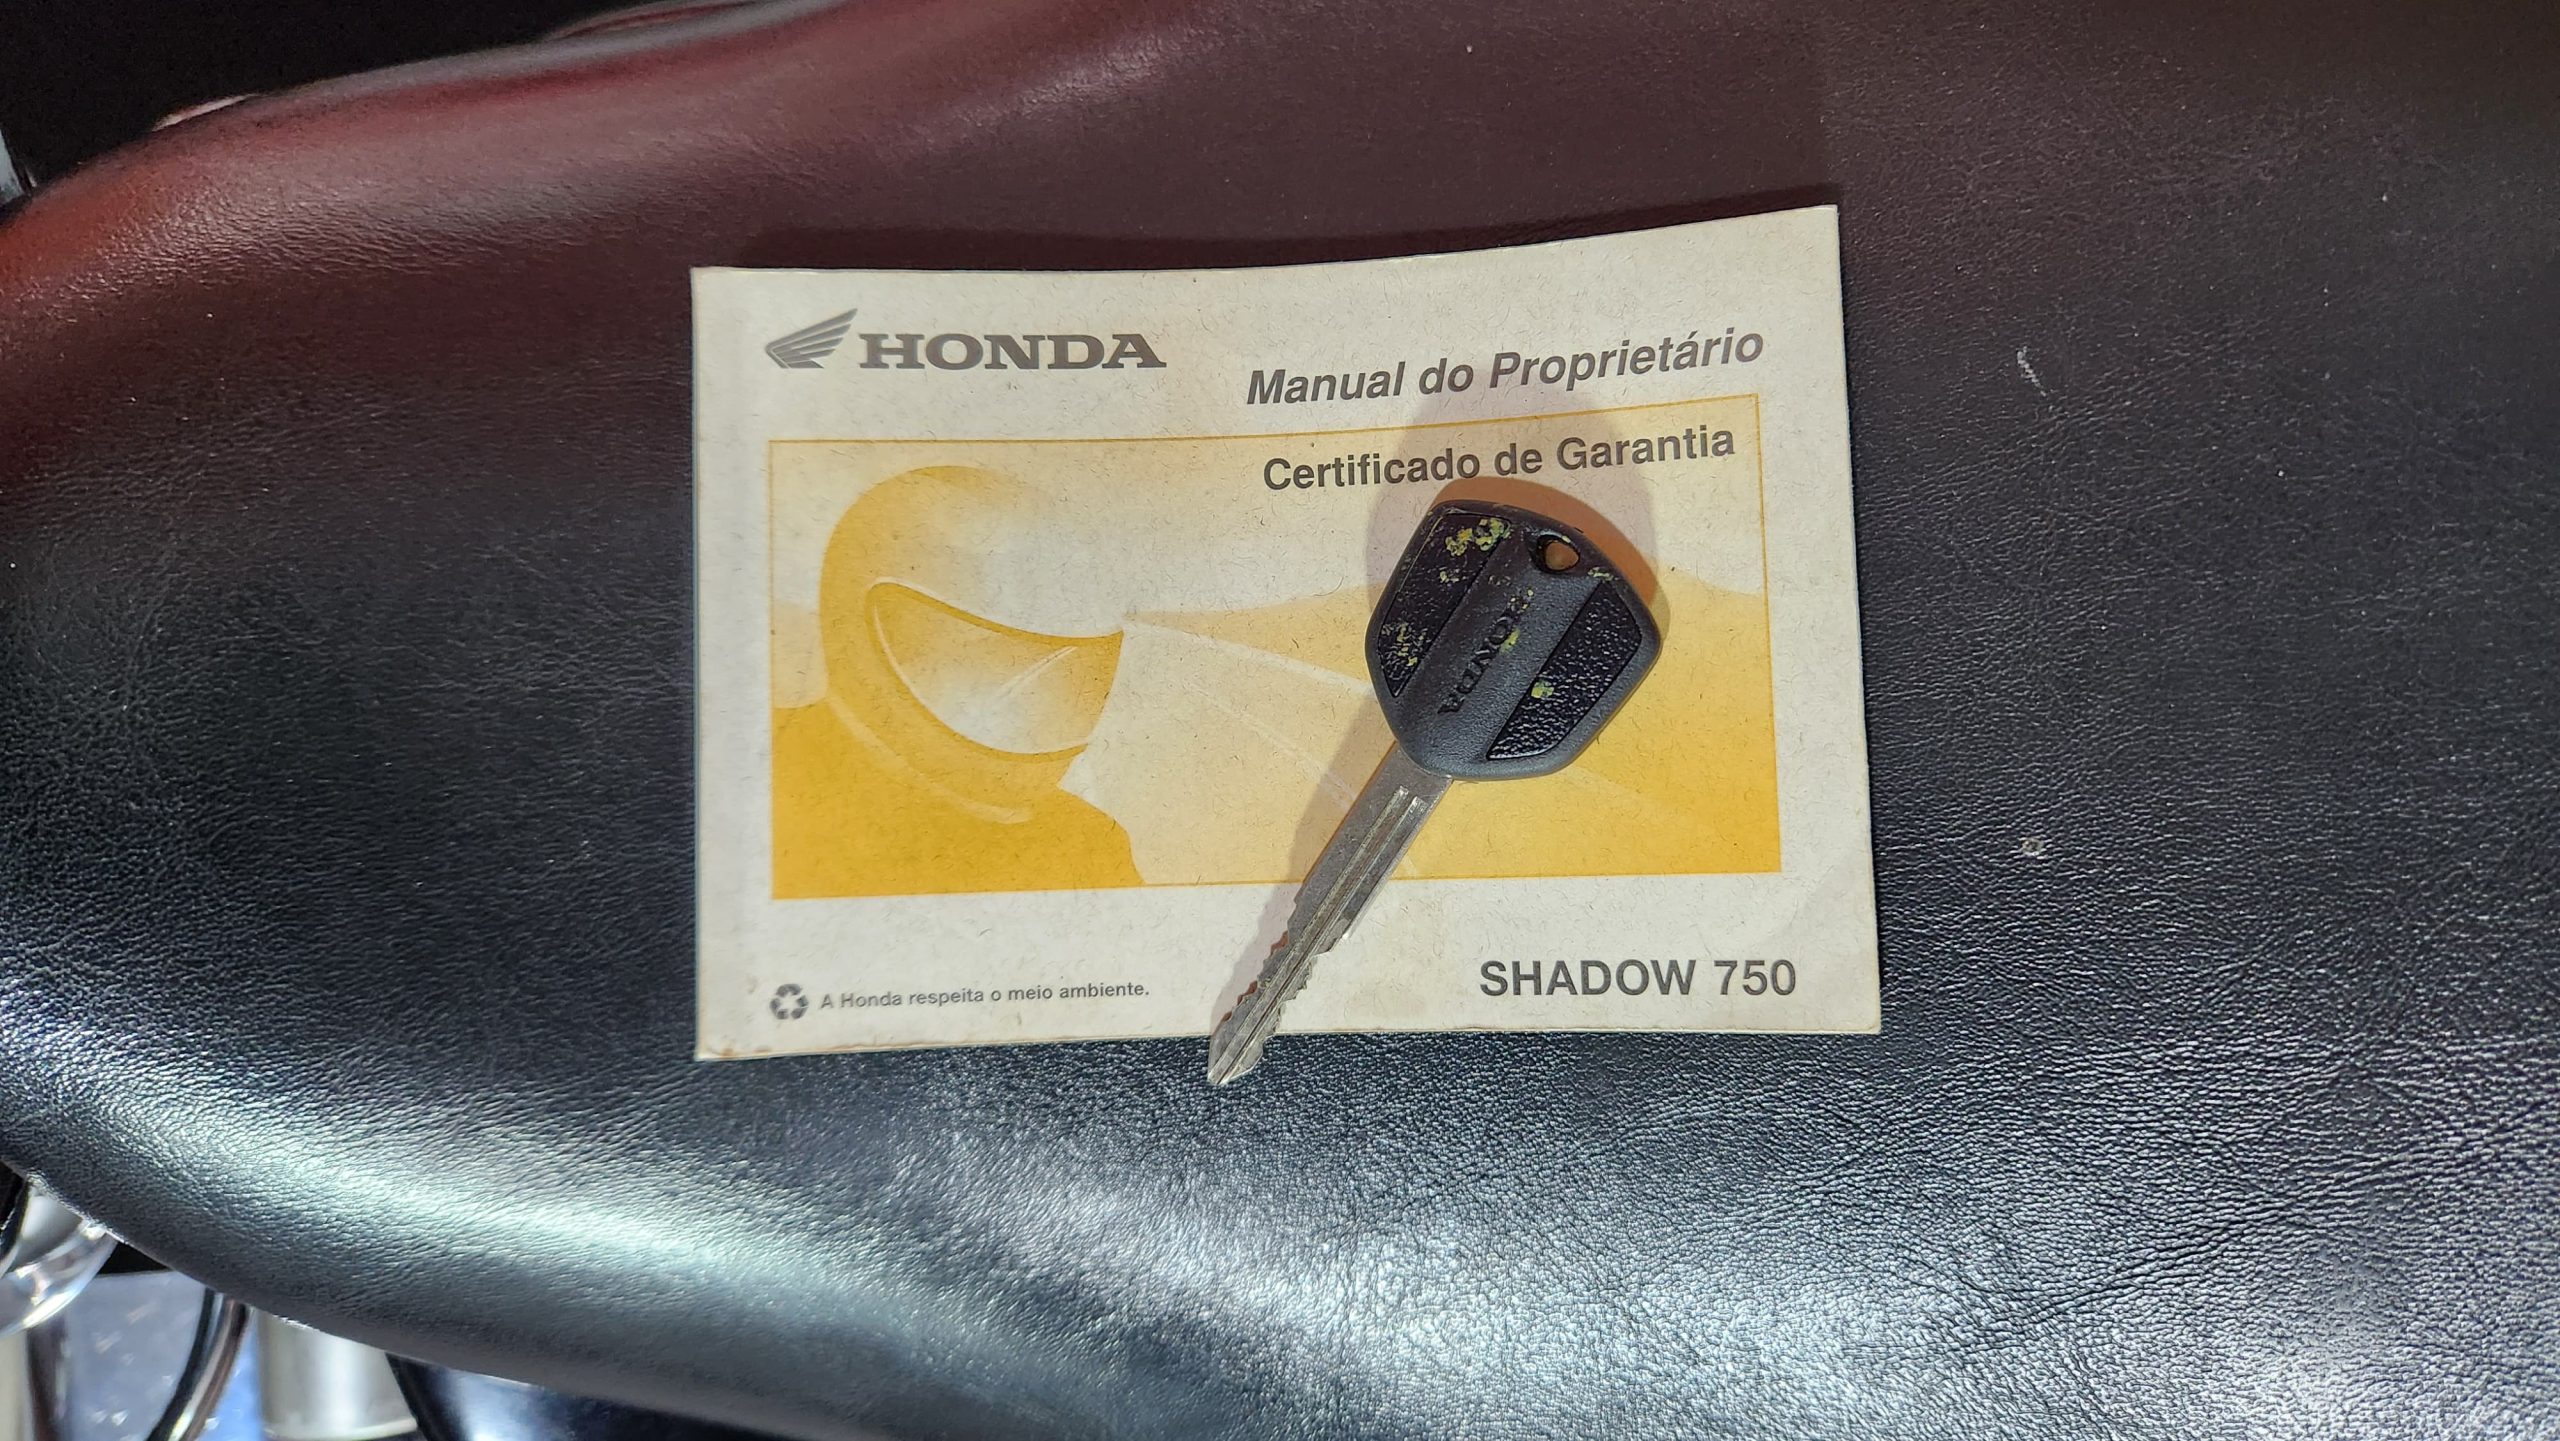 HONDA
Manual do Proprietário
Certificado de Garantia
HONDA
A Honda respeita o meio ambiente.
SHADOW 750